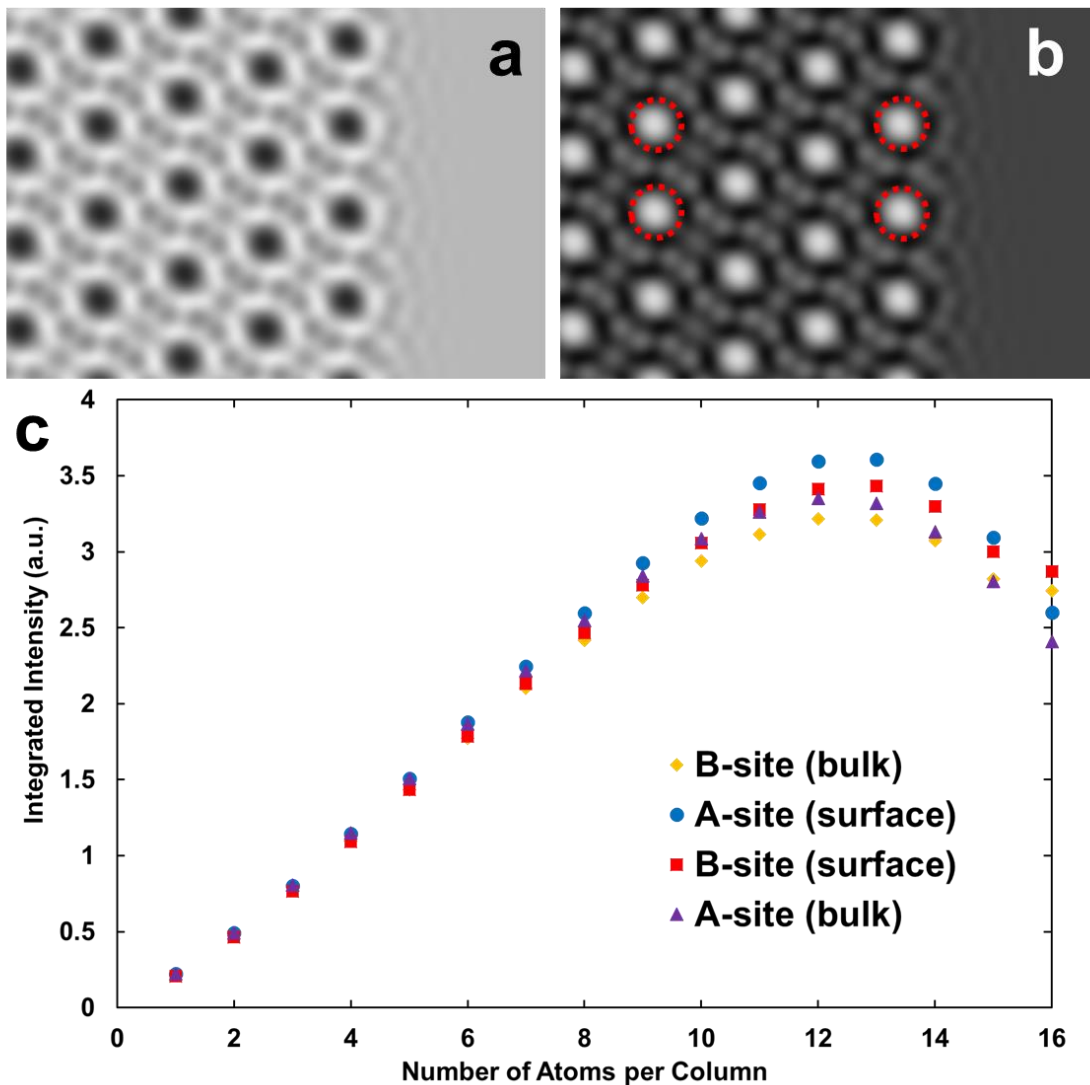 a
b
c
4
3.5
3
2.5
2
1.5
1
0.5
0
Integrated Intensity (a.u.)
B-site (bulk)
A-site (surface)
B-site (surface)
A-site (bulk)
0 2 4 6 8 10 12 14 16
Number of Atoms per Column